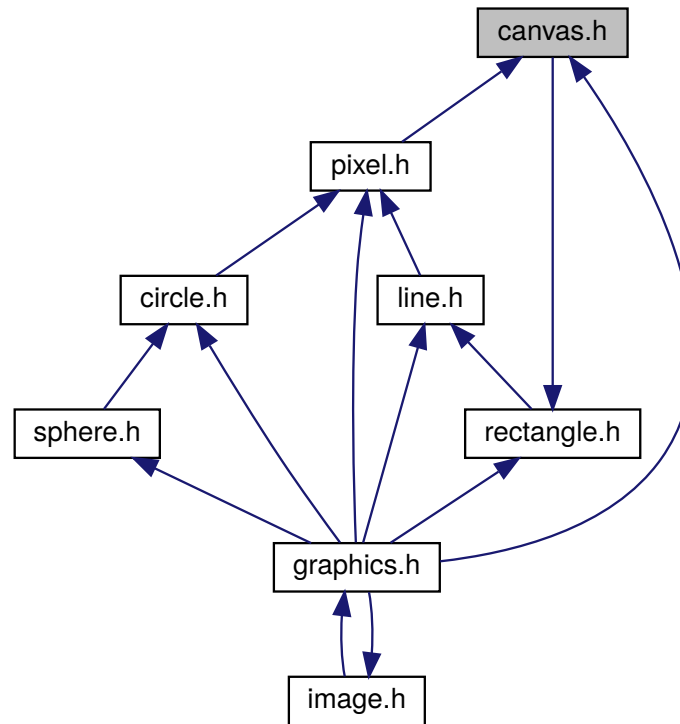 canvas.h
pixel.h
circle.h
line.h
sphere.h
rectangle.h
graphics.h
image.h